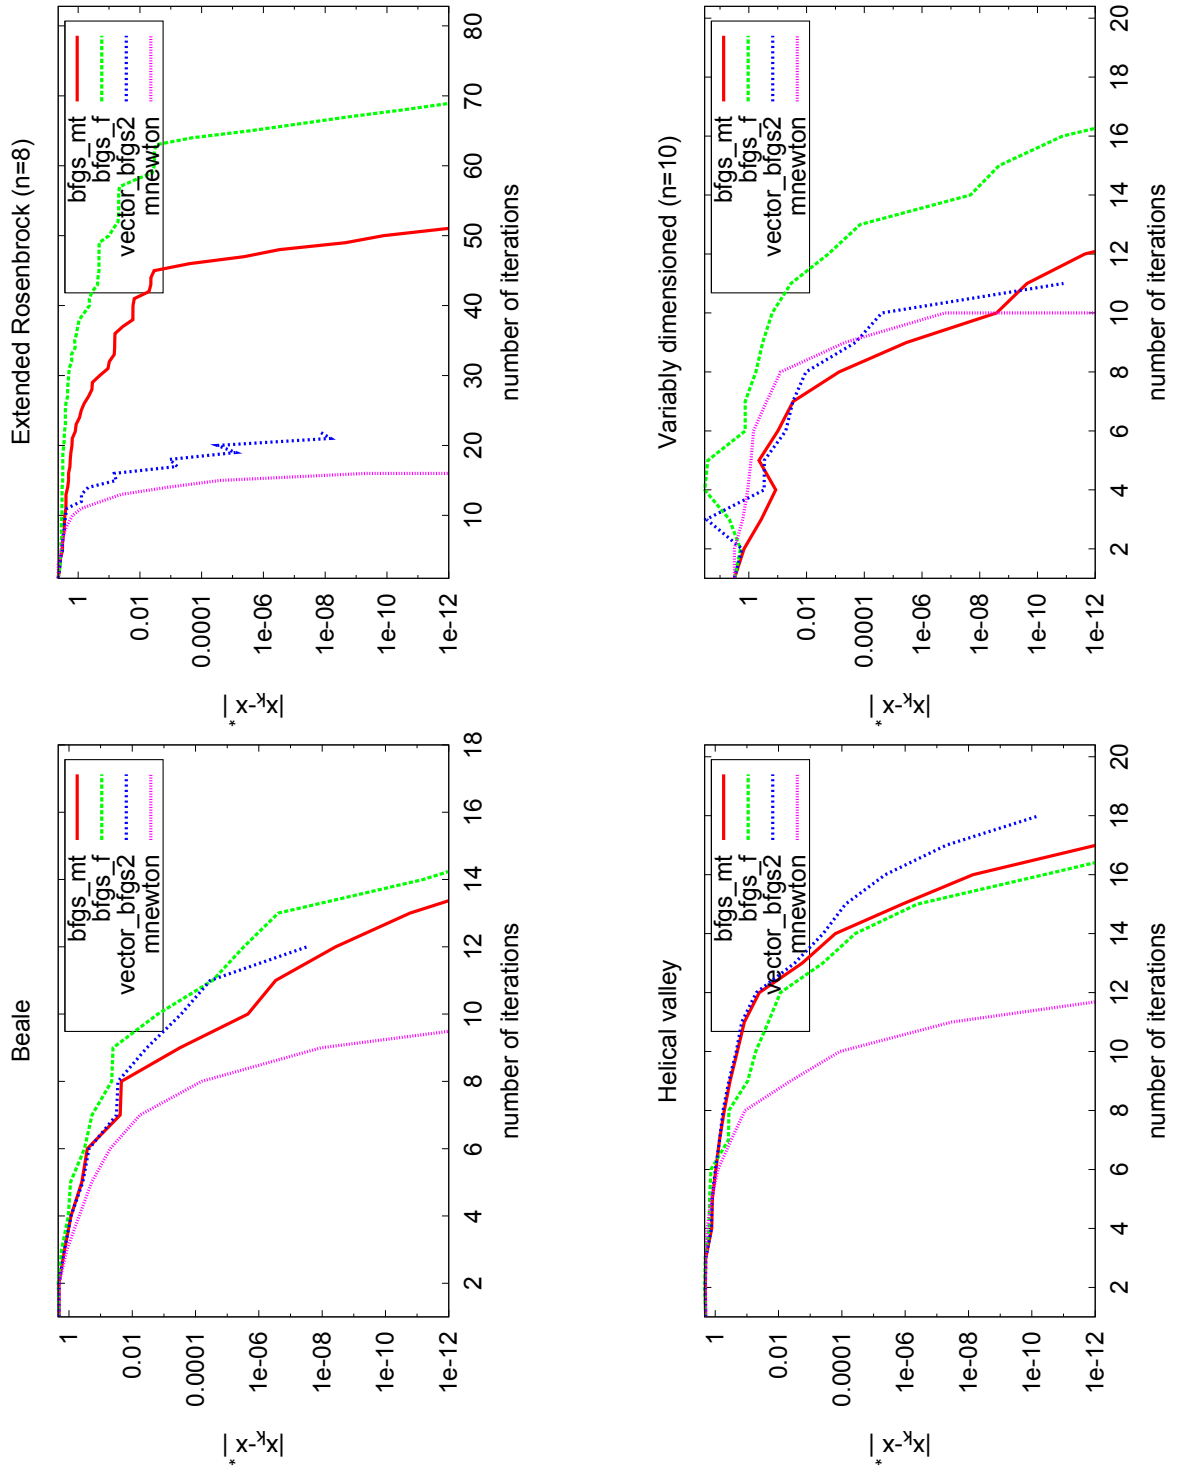 Beale
bfgs_mt
bfgs_f
vector_bfgs2
mnewton
1
0.01
0.0001
1e-06
1e-08
1e-10
1e-12
2
4
6
8
10
12
14
16
18
|x_k-x_*|
number of iterations
Extended Rosenbrock (n=8)
bfgs_mt
bfgs_f
vector_bfgs2
mnewton
1
0.01
0.0001
1e-06
1e-08
1e-10
1e-12
10
20
30
40
50
60
70
80
|x_k-x_*|
number of iterations
Helical valley
bfgs_mt
bfgs_f
vector_bfgs2
mnewton
1
0.01
0.0001
1e-06
1e-08
1e-10
1e-12
2
4
6
8
10
12
14
16
18
20
|x_k-x_*|
number of iterations
Variably dimensioned (n=10)
bfgs_mt
bfgs_f
vector_bfgs2
mnewton
1
0.01
0.0001
1e-06
1e-08
1e-10
1e-12
2
4
6
8
10
12
14
16
18
20
|x_k-x_*|
number of iterations